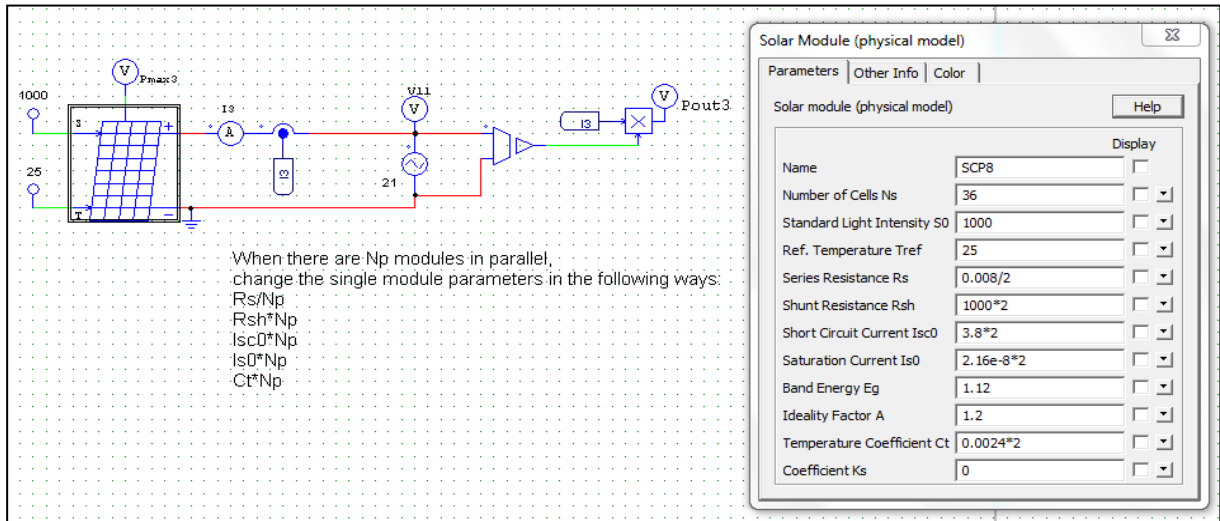 Pmax3
V
1000
S
+
I3
A
I3
V11
V
21
I3
V
Pout3
25
T
-
When there are Np modules in parallel,
change the single module parameters in the following ways:
Rs/Np
Rsh*Np
Isc0*Np
Is0*Np
Ct*Np
Solar Module (physical model)
Parameters Other Info Color
Solar module (physical model) Help
Display
Name SCP8
Number of Cells Ns 36
Standard Light Intensity S0 1000
Ref. Temperature Tref 25
Series Resistance Rs 0.008/2
Shunt Resistance Rsh 1000*2
Short Circuit Current Isc0 3.8*2
Saturation Current Is0 2.16e-8*2
Band Energy Eg 1.12
Ideality Factor A 1.2
Temperature Coefficient Ct 0.0024*2
Coefficient Ks 0